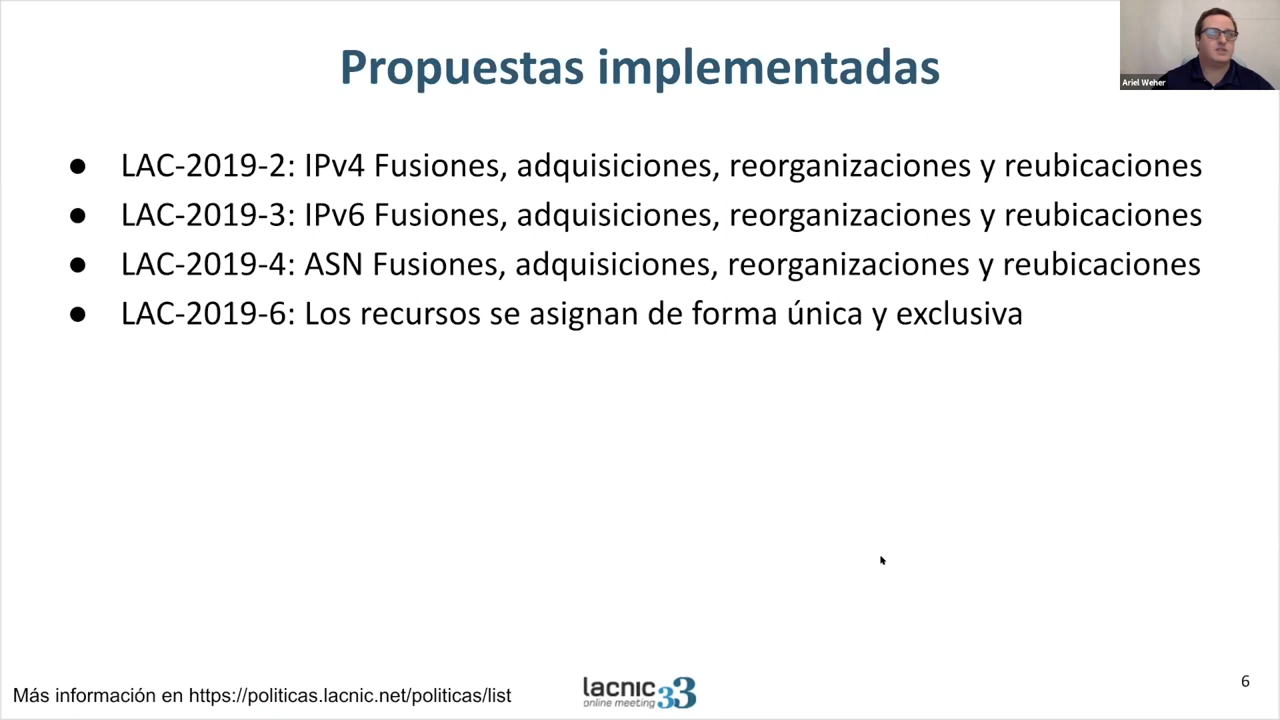 Propuestas implementadas
Ariel Weher
● LAC-2019-2: IPv4 Fusiones, adquisiciones, reorganizaciones y reubicaciones
● LAC-2019-3: IPv6 Fusiones, adquisiciones, reorganizaciones y reubicaciones
● LAC-2019-4: ASN Fusiones, adquisiciones, reorganizaciones y reubicaciones
● LAC-2019-6: Los recursos se asignan de forma única y exclusiva
Más información en https://politicas.lacnic.net/politicas/list
lacnic 33
online meeting
6